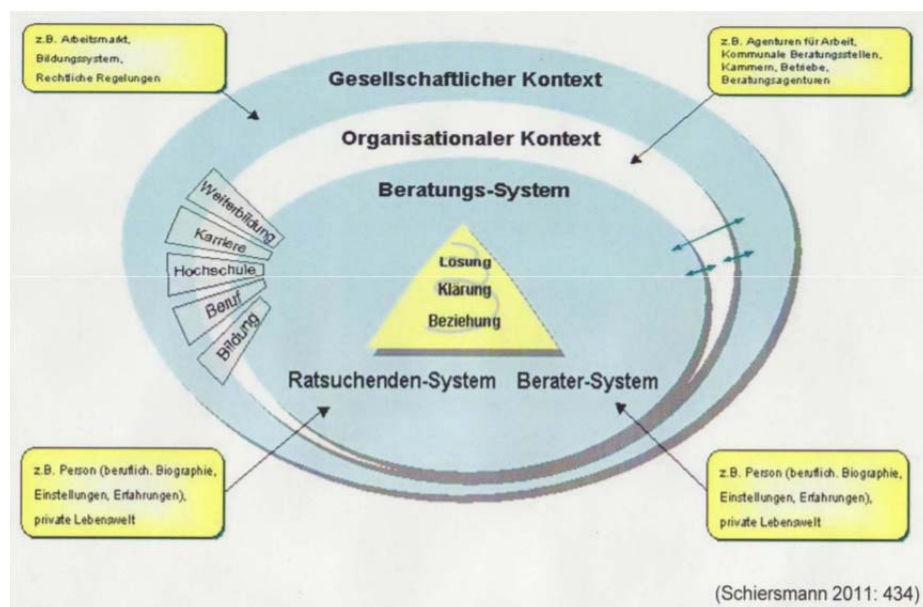 z.B. Arbeitsmarkt,
Bildungssystem,
Rechtliche Regelungen
z.B. Agenturen für Arbeit,
Kommunale Beratungsstellen,
Kammern, Betriebe,
Beratungsagenturen
Gesellschaftlicher Kontext
Organisationaler Kontext
Beratungs-System
Weiterbildung
Karriere
Hochschule
Beruf
Bildung
Lösung
Klärung
Beziehung
Ratsuchenden-System
Berater-System
z.B. Person (beruflich. Biographie,
Einstellungen, Erfahrungen),
private Lebenswelt
z.B. Person (beruflich. Biographie,
Einstellungen, Erfahrungen),
private Lebenswelt
(Schiersmann 2011: 434)